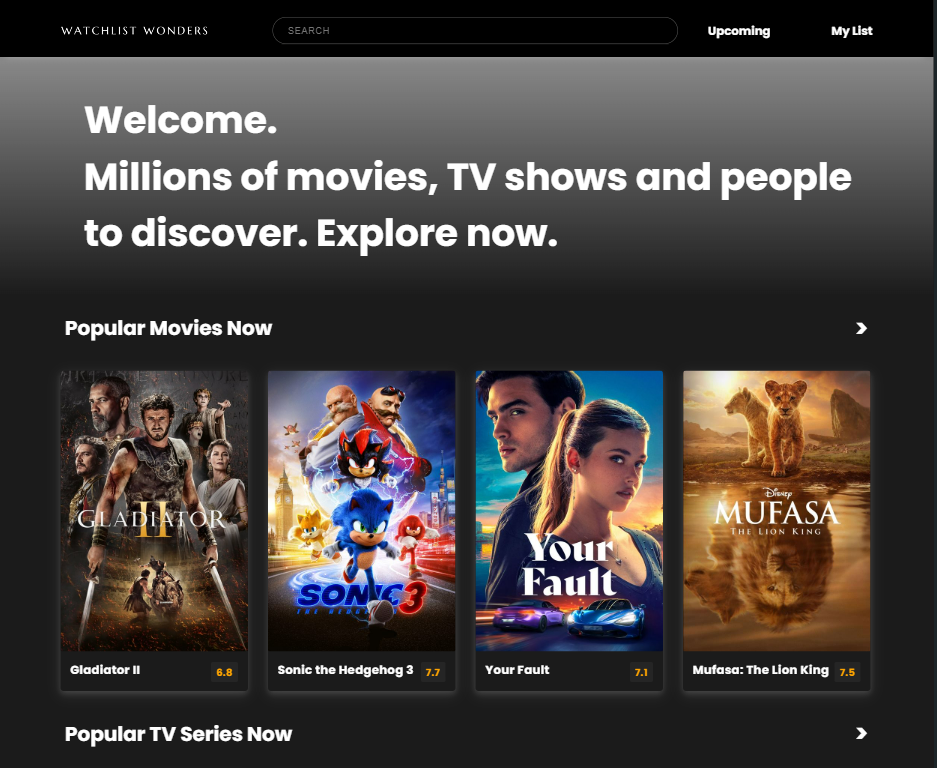 WATCHLIST WONDERS
SEARCH
Upcoming
My List
Welcome.
Millions of movies, TV shows and people
to discover. Explore now.
Popular Movies Now
GLADIATOR
II
SONIC 3
THE HEDGEHOG
Your
Fault
Disney
MUFASA
THE LION KING
Gladiator II
6.8
Sonic the Hedgehog 3
7.7
Your Fault
7.1
Mufasa: The Lion King
7.5
Popular TV Series Now